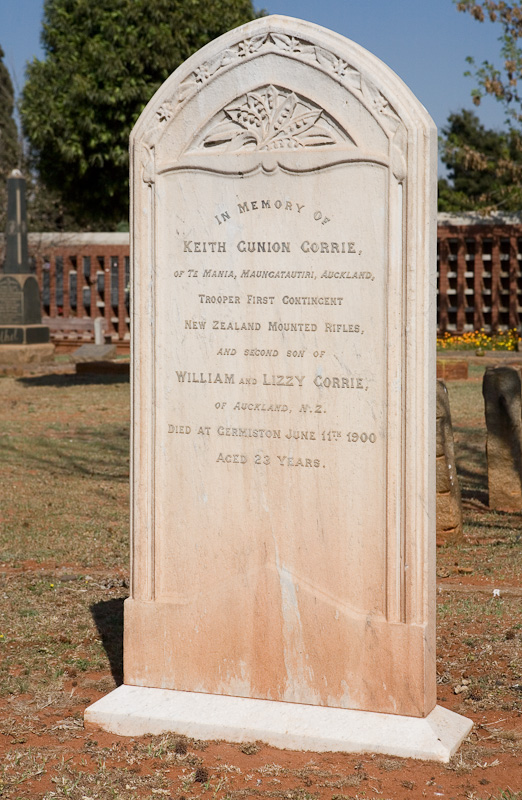 IN MEMORY OF
KEITH GUNION CORRIE,
OF TE MANIA, MAUNGATAUTIRI, AUCKLAND,
TROOPER FIRST CONTINGENT
NEW ZEALAND MOUNTED RIFLES,
AND SECOND SON OF
WILLIAM AND LIZZY CORRIE,
OF AUCKLAND, N.Z.
DIED AT GERMISTON JUNE 11TH 1900
AGED 23 YEARS.